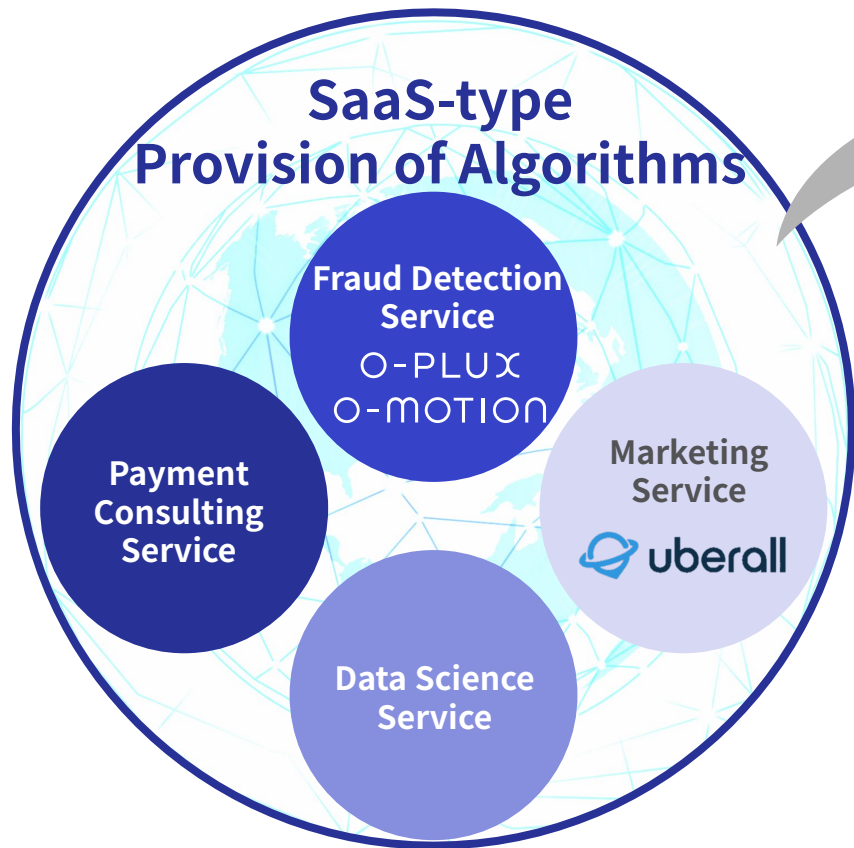 SaaS-type
Provision of Algorithms
Fraud Detection
Service
O-PLUX
O-MOTION
Payment
Consulting
Service
Marketing
Service
uberall
Data Science
Service